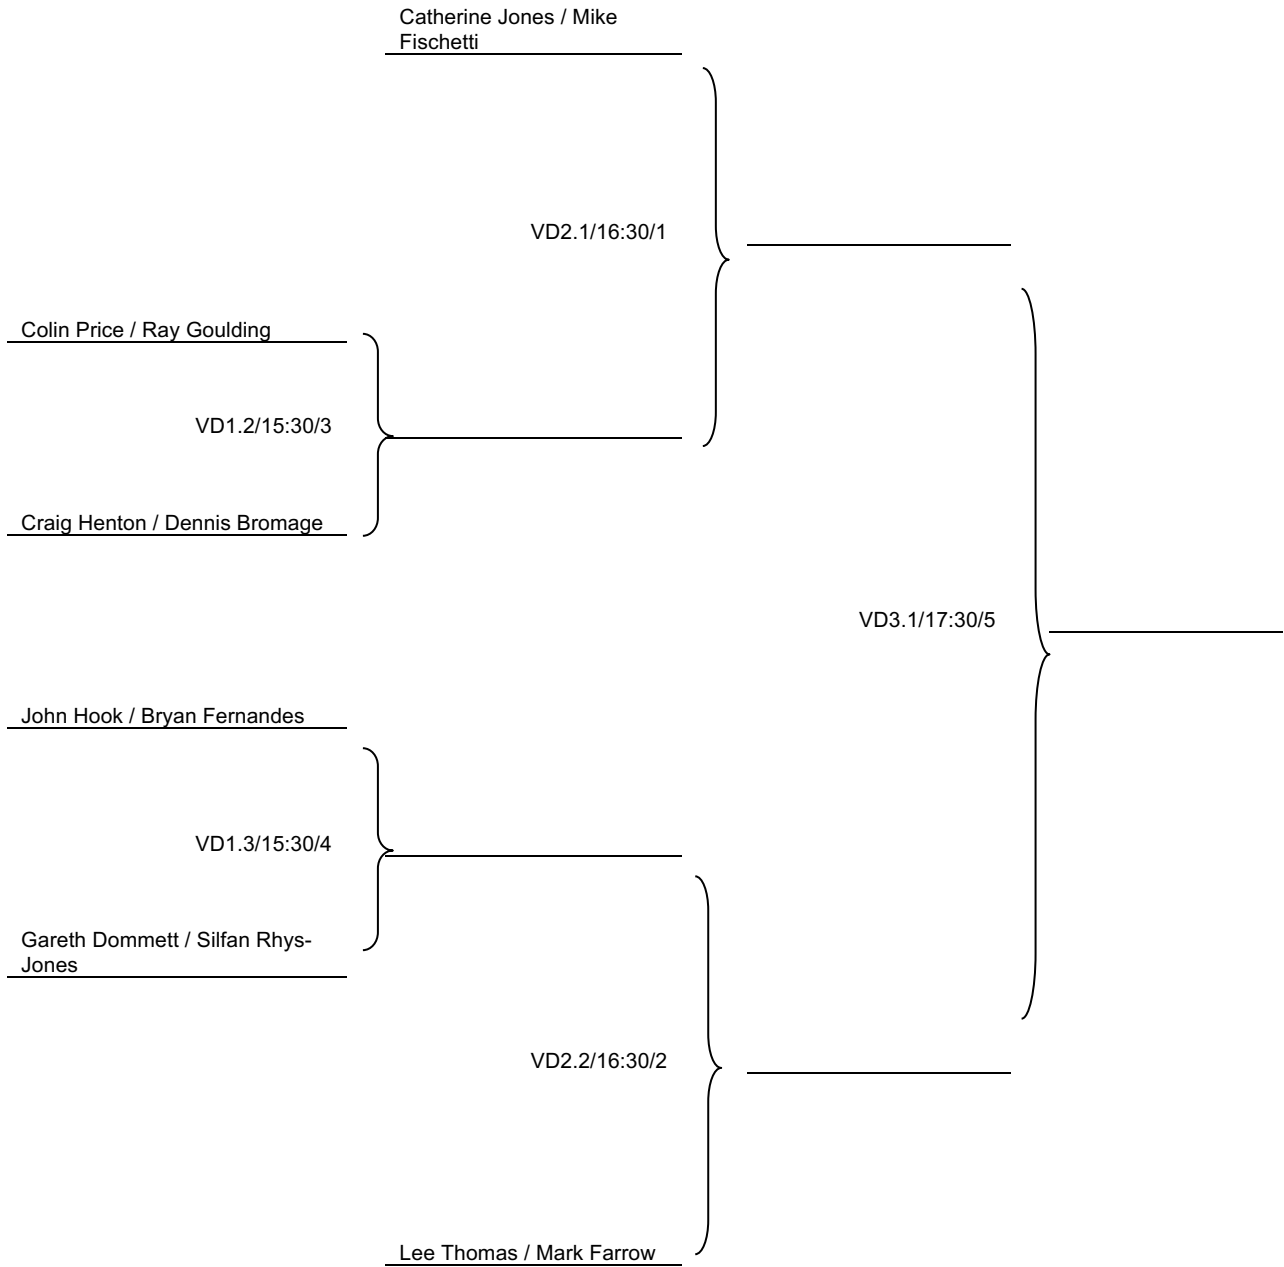 Catherine Jones / Mike
Fischetti
VD2.1/16:30/1
Colin Price / Ray Goulding
VD1.2/15:30/3
Craig Henton / Dennis Bromage
VD3.1/17:30/5
John Hook / Bryan Fernandes
VD1.3/15:30/4
Gareth Dommett / Silfan Rhys-
Jones
VD2.2/16:30/2
Lee Thomas / Mark Farrow